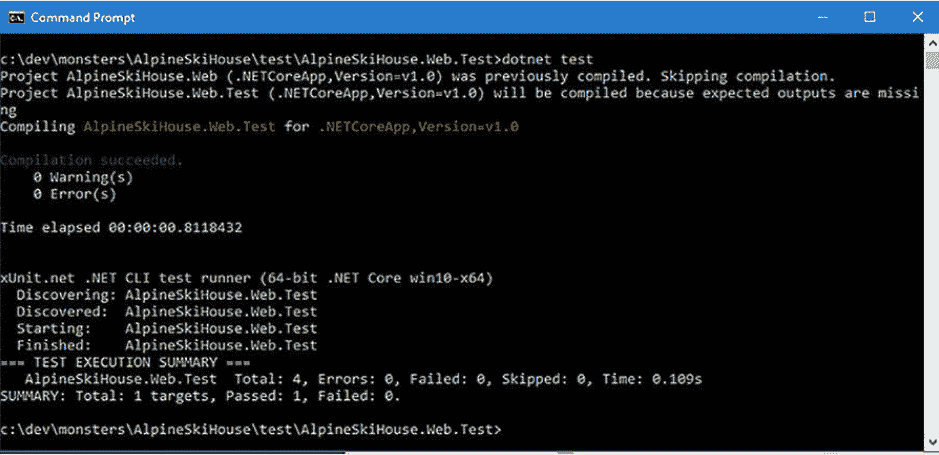 Command Prompt
c:\dev\monsters\AlpineSkiHouse\test\AlpineSkiHouse.Web.Test>dotnet test
Project AlpineSkiHouse.Web (.NETCoreApp,Version=v1.0) was previously compiled. Skipping compilation.
Project AlpineSkiHouse.Web.Test (.NETCoreApp,Version=v1.0) will be compiled because expected outputs are missi
ng
Compiling AlpineSkiHouse.Web.Test for .NETCoreApp,Version=v1.0
Compilation succeeded.
0 Warning(s)
0 Error(s)
Time elapsed 00:00:00.8118432
xUnit.net .NET CLI test runner (64-bit .NET Core win10-x64)
Discovering: AlpineSkiHouse.Web.Test
Discovered: AlpineSkiHouse.Web.Test
Starting: AlpineSkiHouse.Web.Test
Finished: AlpineSkiHouse.Web.Test
=== TEST EXECUTION SUMMARY ===
AlpineSkiHouse.Web.Test Total: 4, Errors: 0, Failed: 0, Skipped: 0, Time: 0.109s
SUMMARY: Total: 1 targets, Passed: 1, Failed: 0.
c:\dev\monsters\AlpineSkiHouse\test\AlpineSkiHouse.Web.Test>